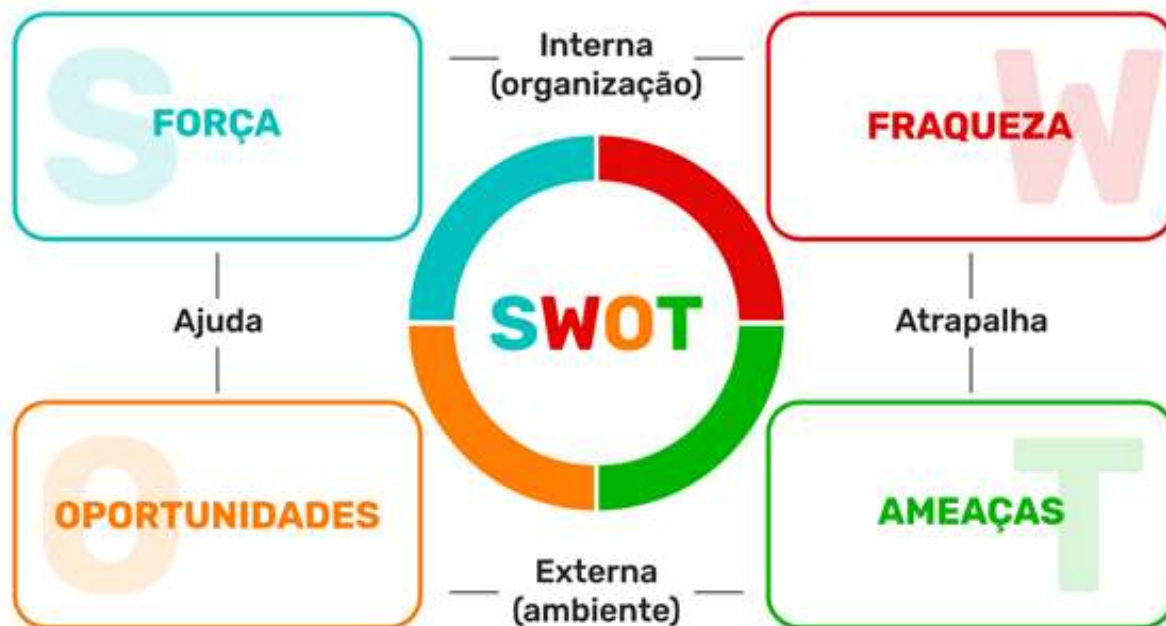 S
FORÇA
Interna
(organização)
W
FRAQUEZA
Ajuda
SWOT
Atrapalha
O
OPORTUNIDADES
Externa
(ambiente)
T
AMEAÇAS